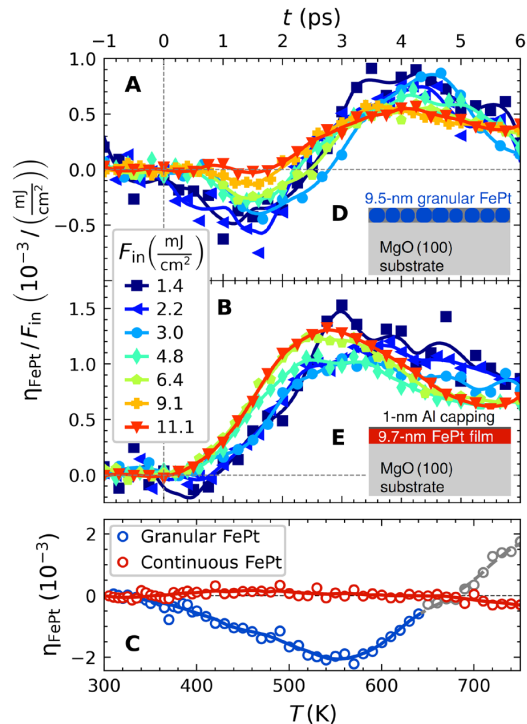 t (ps)
−1 0 1 2 3 4 5 6
A
1.0
0.5
0.0
−0.5
η_FePt / F_in (10⁻³ / (mJ/cm²))
9.5-nm granular FePt
D
MgO (100)
substrate
F_in (mJ/cm²)
1.4
2.2
3.0
4.8
6.4
9.1
11.1
B
1.5
1.0
0.5
0.0
1-nm Al capping
E
9.7-nm FePt film
MgO (100)
substrate
η_FePt (10⁻³)
2
0
−2
Granular FePt
Continuous FePt
C
300 400 500 600 700
T (K)